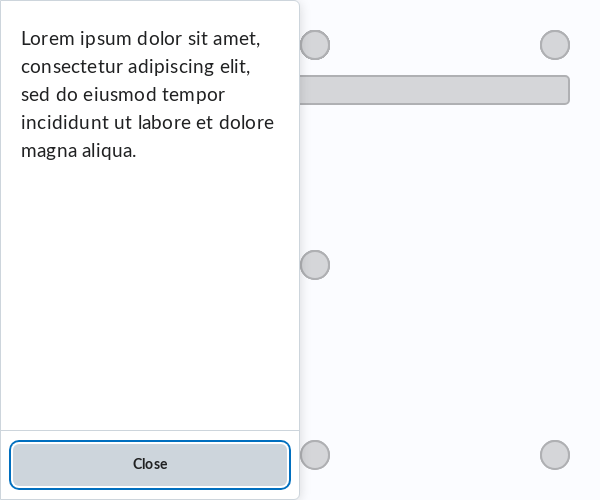 Lorem ipsum dolor sit amet,
consectetur adipiscing elit,
sed do eiusmod tempor
incididunt ut labore et dolore
magna aliqua.
Close